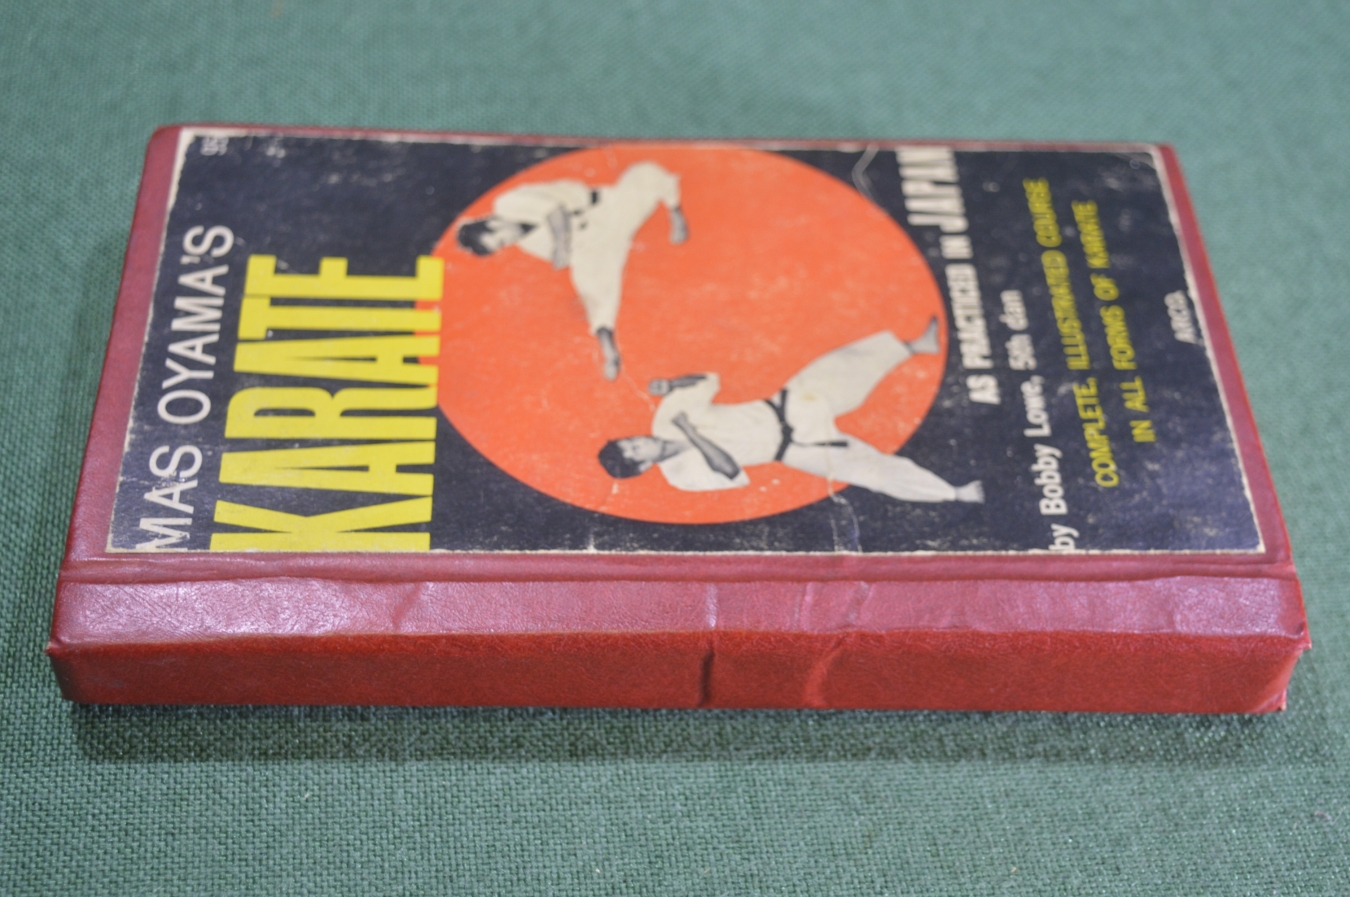 MAS OYAMA'S
KARATE
AS PRACTICED IN JAPAN
by Bobby Lowe, 5th dan
COMPLETE, ILLUSTRATED COURSE
IN ALL FORMS OF KARATE
ARCO